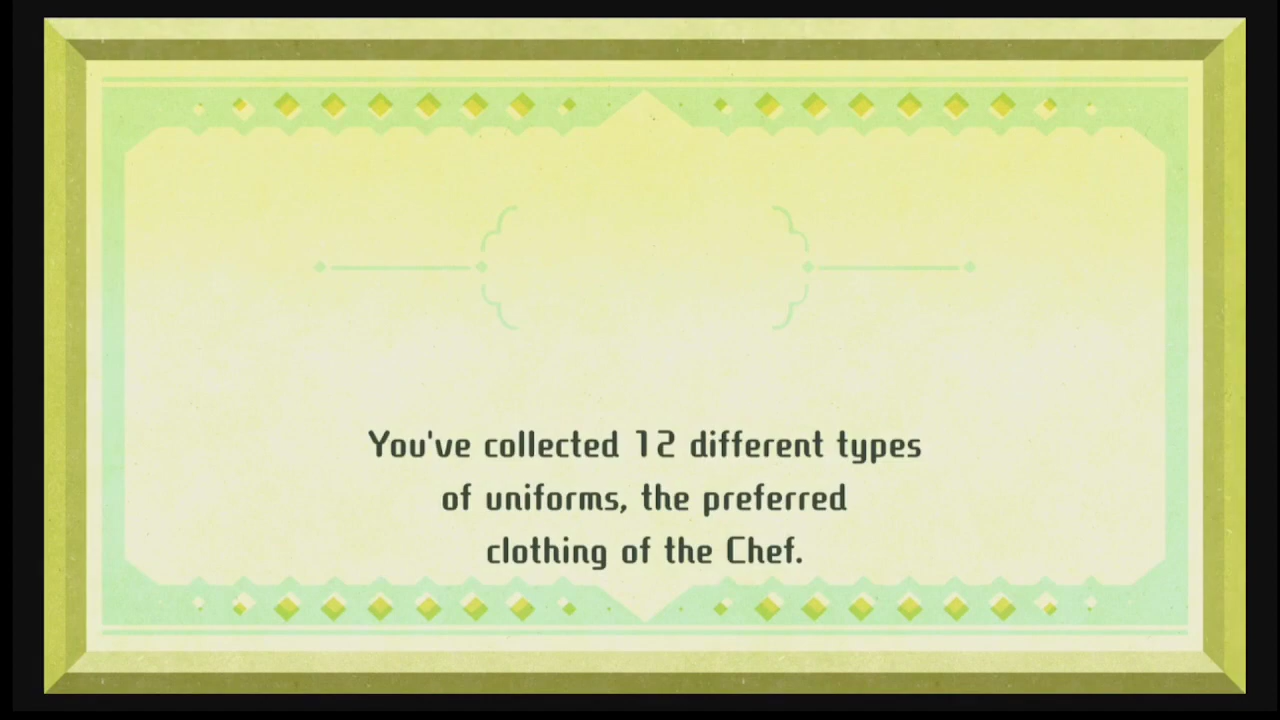 You've collected 12 different types
of uniforms, the preferred
clothing of the Chef.